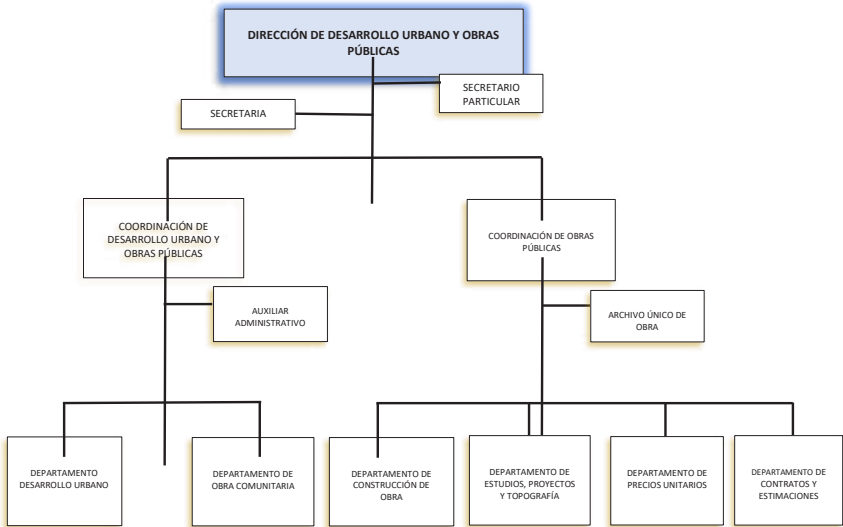 DIRECCIÓN DE DESARROLLO URBANO Y OBRAS
PÚBLICAS
SECRETARIO
PARTICULAR
SECRETARIA
COORDINACIÓN DE
DESARROLLO URBANO Y
OBRAS PÚBLICAS
COORDINACIÓN DE OBRAS
PÚBLICAS
AUXILIAR
ADMINISTRATIVO
ARCHIVO ÚNICO DE
OBRA
DEPARTAMENTO
DESARROLLO URBANO
DEPARTAMENTO DE
OBRA COMUNITARIA
DEPARTAMENTO DE
CONSTRUCCIÓN DE
OBRA
DEPARTAMENTO DE
ESTUDIOS, PROYECTOS
Y TOPOGRAFÍA
DEPARTAMENTO DE
PRECIOS UNITARIOS
DEPARTAMENTO DE
CONTRATOS Y
ESTIMACIONES